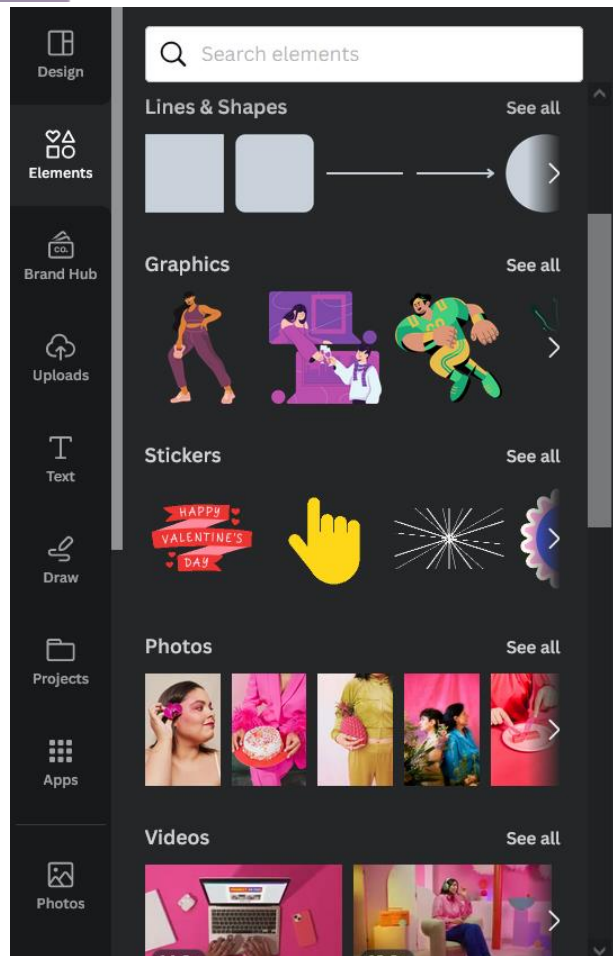 Design
Elements
CO.
Brand Hub
Uploads
Text
Draw
Projects
Apps
Photos
Search elements
Lines & Shapes See all
Graphics See all
Stickers See all
HAPPY
VALENTINE'S
DAY
Photos See all
Videos See all